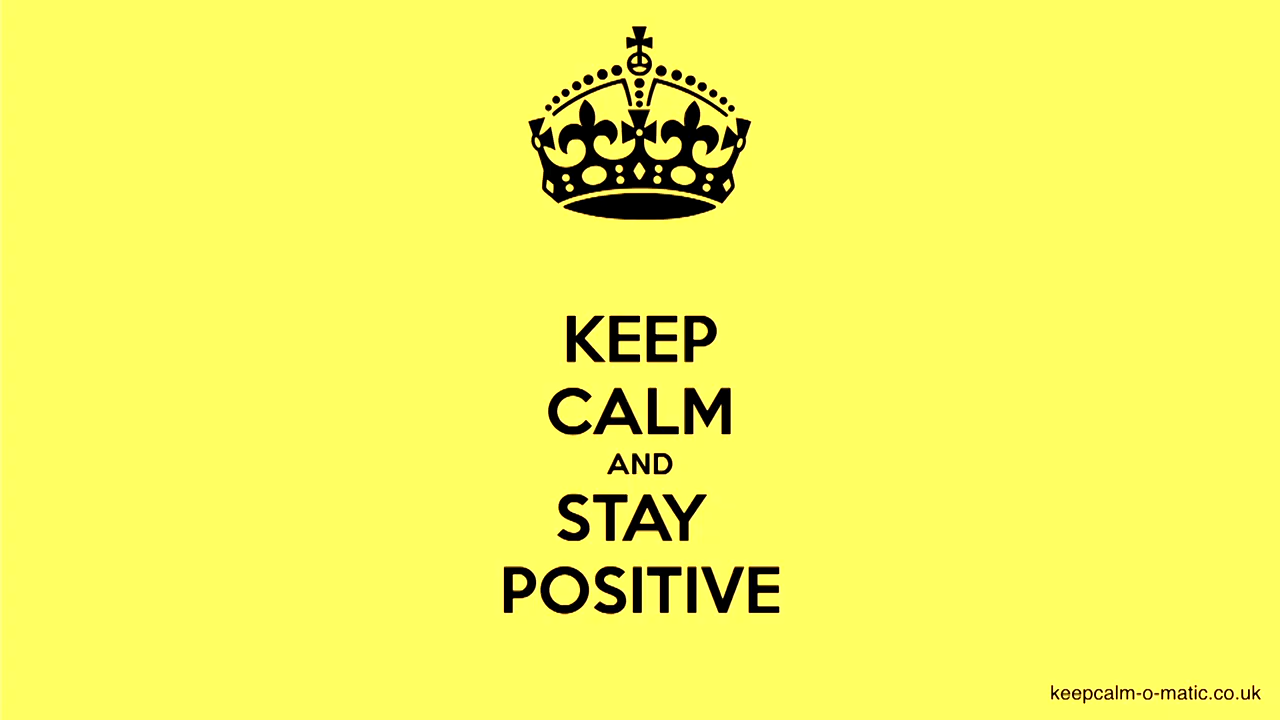 KEEP
CALM
AND
STAY
POSITIVE
keepcalm-o-matic.co.uk